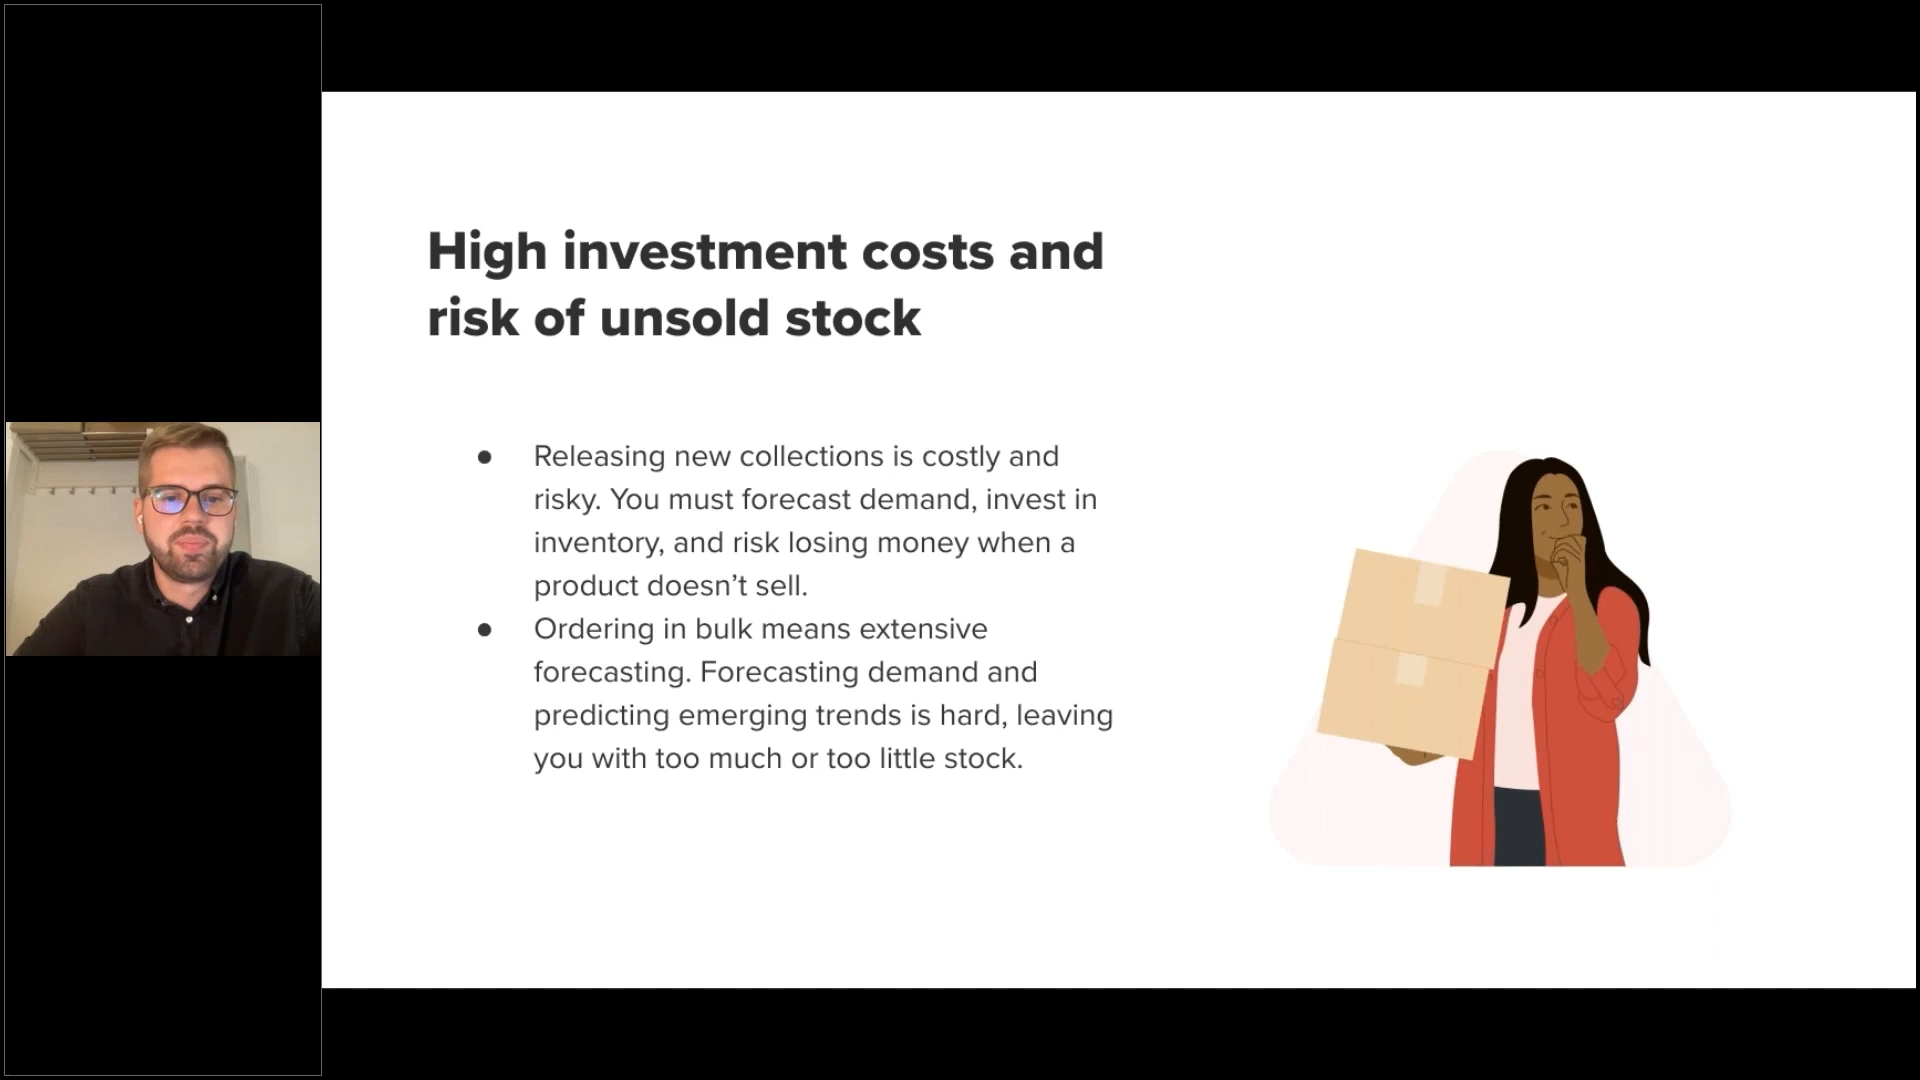 High investment costs and
risk of unsold stock
● Releasing new collections is costly and
risky. You must forecast demand, invest in
inventory, and risk losing money when a
product doesn’t sell.
● Ordering in bulk means extensive
forecasting. Forecasting demand and
predicting emerging trends is hard, leaving
you with too much or too little stock.